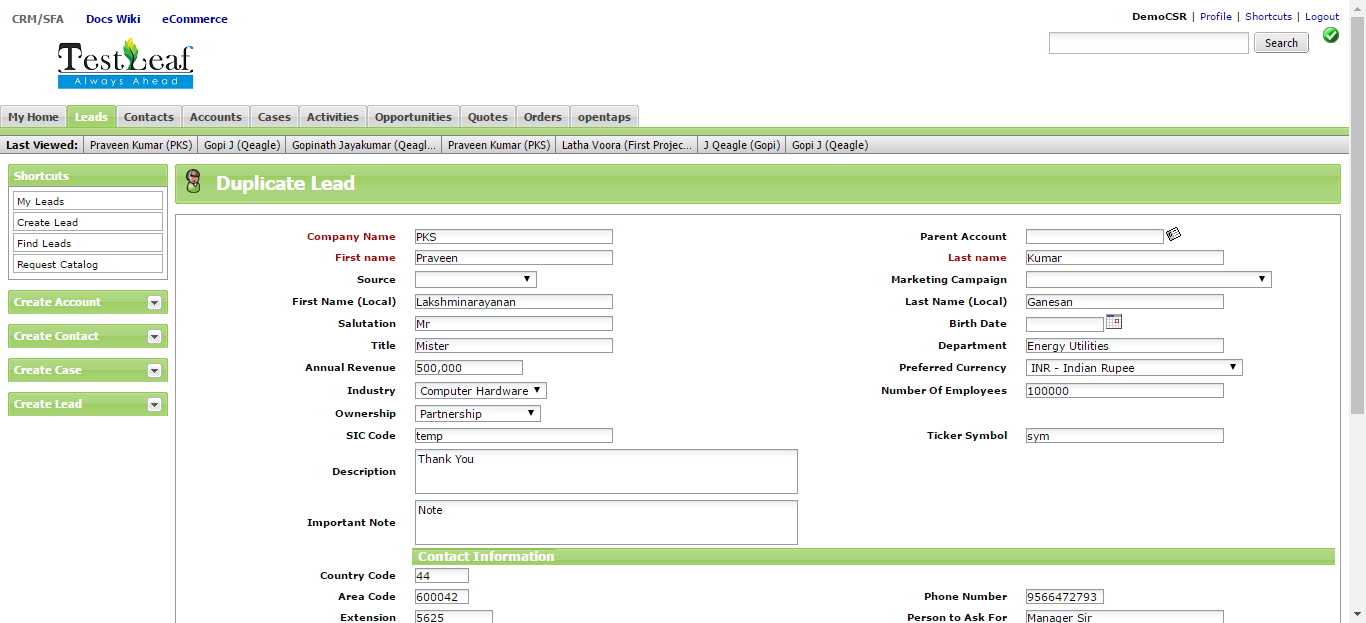 CRM/SFA Docs Wiki eCommerce
DemoCSR | Profile | Shortcuts | Logout
Search
TestLeaf
Always Ahead
My Home Leads Contacts Accounts Cases Activities Opportunities Quotes Orders opentaps
Last Viewed: Praveen Kumar (PKS) Gopi J (Qeagle) Gopinath Jayakumar (Qeagl... Praveen Kumar (PKS) Latha Voora (First Projec... J Qeagle (Gopi) Gopi J (Qeagle)
Shortcuts
My Leads
Create Lead
Find Leads
Request Catalog
Create Account
Create Contact
Create Case
Create Lead
Duplicate Lead
Company Name PKS Parent Account
First name Praveen Last name Kumar
Source Marketing Campaign
First Name (Local) Lakshminarayanan Last Name (Local) Ganesan
Salutation Mr Birth Date
Title Mister Department Energy Utilities
Annual Revenue 500,000 Preferred Currency INR - Indian Rupee
Industry Computer Hardware Number Of Employees 100000
Ownership Partnership
SIC Code temp Ticker Symbol sym
Description Thank You
Important Note Note
Contact Information
Country Code 44
Area Code 600042 Phone Number 9566472793
Extension 5625 Person to Ask For Manager Sir